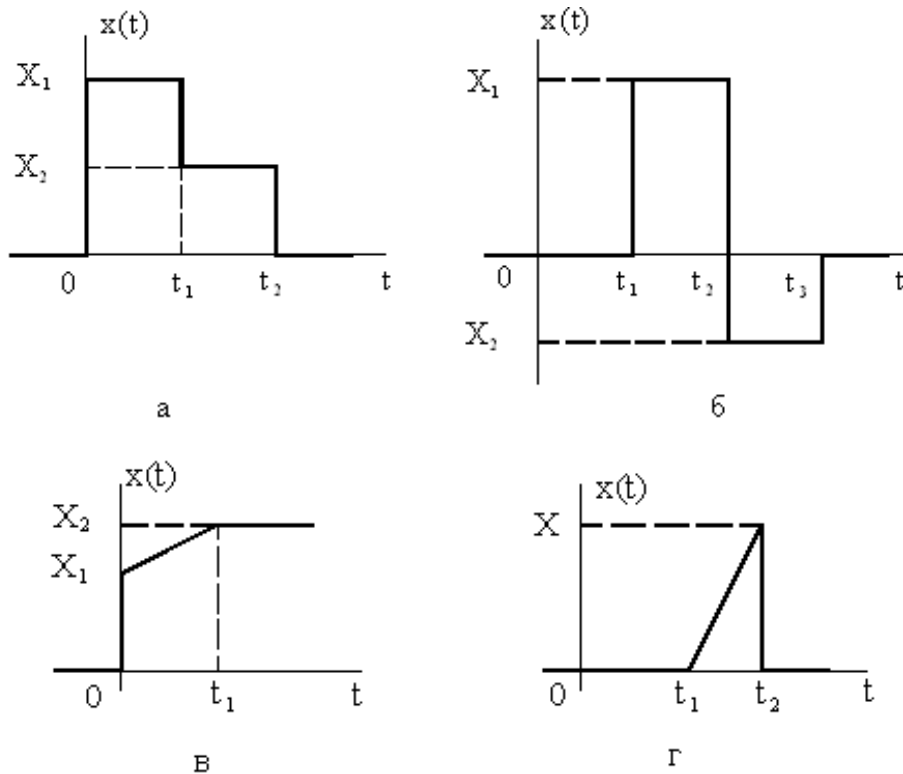 x(t)
X₁
X₂
0 t₁ t₂ t
а
x(t)
X₁
0 t₁ t₂ t₃ t
X₂
б
x(t)
X₂
X₁
0 t₁ t
в
x(t)
X
0 t₁ t₂ t
г